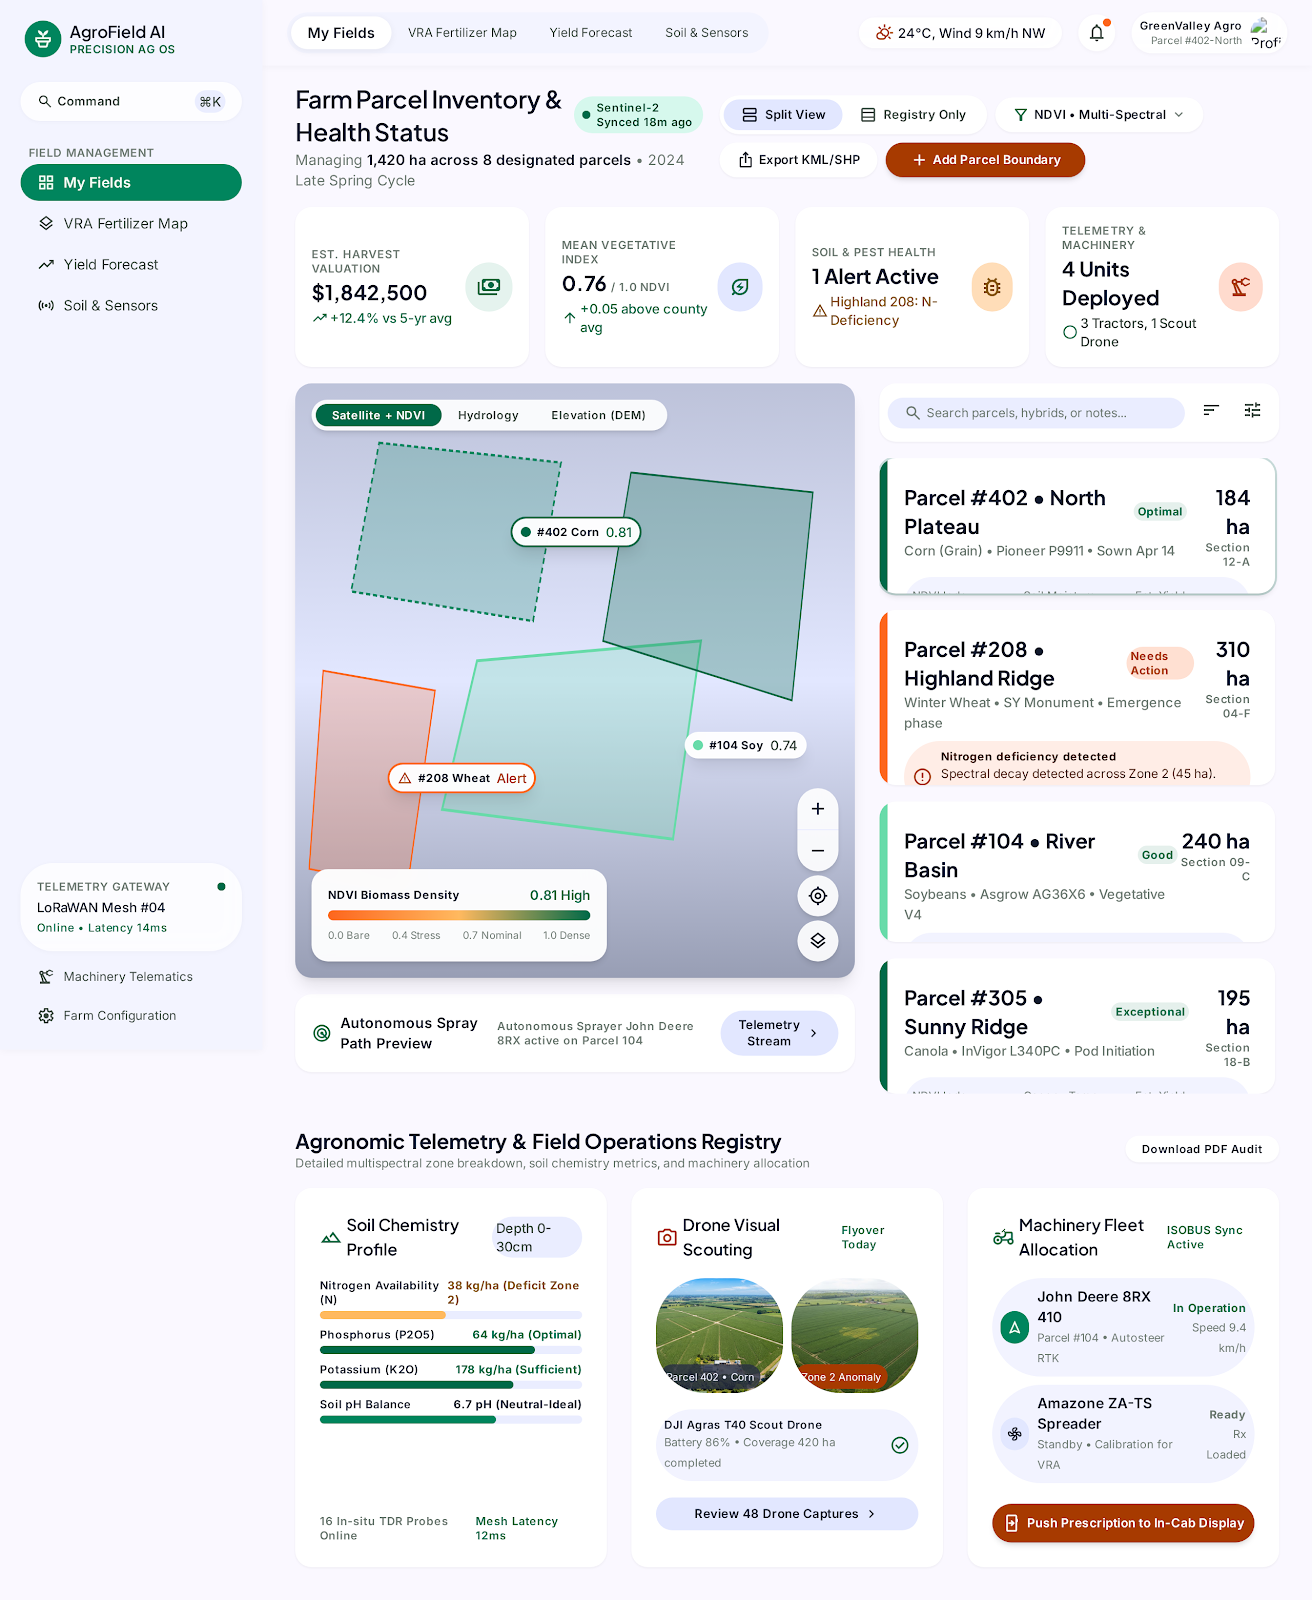 AgroField AI
PRECISION AG OS
Command
⌘K
FIELD MANAGEMENT
My Fields
VRA Fertilizer Map
Yield Forecast
Soil & Sensors
TELEMETRY GATEWAY
LoRaWAN Mesh #04
Online • Latency 14ms
Machinery Telematics
Farm Configuration
My Fields
VRA Fertilizer Map
Yield Forecast
Soil & Sensors
24°C, Wind 9 km/h NW
GreenValley Agro
Parcel #402-North
Farm Parcel Inventory &
Health Status
Sentinel-2
Synced 18m ago
Managing 1,420 ha across 8 designated parcels • 2024
Late Spring Cycle
Split View
Registry Only
NDVI • Multi-Spectral
Export KML/SHP
Add Parcel Boundary
EST. HARVEST
VALUATION
$1,842,500
+12.4% vs 5-yr avg
MEAN VEGETATIVE
INDEX
0.76 / 1.0 NDVI
+0.05 above county
avg
SOIL & PEST HEALTH
1 Alert Active
Highland 208: N-
Deficiency
TELEMETRY &
MACHINERY
4 Units
Deployed
3 Tractors, 1 Scout
Drone
Satellite + NDVI
Hydrology
Elevation (DEM)
#402 Corn 0.81
#104 Soy 0.74
#208 Wheat Alert
NDVI Biomass Density
0.81 High
0.0 Bare
0.4 Stress
0.7 Nominal
1.0 Dense
Autonomous Spray
Path Preview
Autonomous Sprayer John Deere
8RX active on Parcel 104
Telemetry
Stream
Search parcels, hybrids, or notes...
Parcel #402 • North
Plateau
Optimal
184
ha
Corn (Grain) • Pioneer P9911 • Sown Apr 14
Section
12-A
Parcel #208 •
Highland Ridge
Needs
Action
310
ha
Winter Wheat • SY Monument • Emergence
phase
Section
04-F
Nitrogen deficiency detected
Spectral decay detected across Zone 2 (45 ha).
Parcel #104 • River
Basin
Good
240 ha
Section 09-
C
Soybeans • Asgrow AG36X6 • Vegetative
V4
Parcel #305 •
Sunny Ridge
Exceptional
195
ha
Canola • InVigor L340PC • Pod Initiation
Section
18-B
Agronomic Telemetry & Field Operations Registry
Detailed multispectral zone breakdown, soil chemistry metrics, and machinery allocation
Download PDF Audit
Soil Chemistry
Profile
Depth 0-
30cm
Nitrogen Availability
(N)
38 kg/ha (Deficit Zone
2)
Phosphorus (P2O5)
64 kg/ha (Optimal)
Potassium (K2O)
178 kg/ha (Sufficient)
Soil pH Balance
6.7 pH (Neutral-Ideal)
16 In-situ TDR Probes
Online
Mesh Latency
12ms
Drone Visual
Scouting
Flyover
Today
Parcel 402 • Corn
Zone 2 Anomaly
DJI Agras T40 Scout Drone
Battery 86% • Coverage 420 ha
completed
Review 48 Drone Captures
Machinery Fleet
Allocation
ISOBUS Sync
Active
John Deere 8RX
410
Parcel #104 • Autosteer
RTK
In Operation
Speed 9.4
km/h
Amazone ZA-TS
Spreader
Standby • Calibration for
VRA
Ready
Rx
Loaded
Push Prescription to In-Cab Display